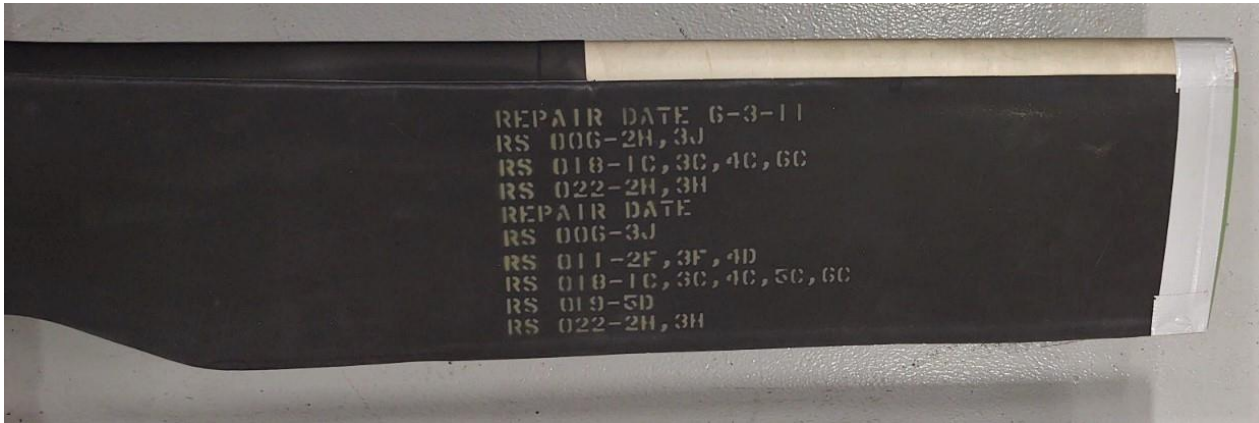 REPAIR DATE 6-3-11
RS 006-2H,3J
RS 018-1C,3C,4C,6C
RS 022-2H,3H
REPAIR DATE
RS 006-3J
RS 011-2F,3F,4D
RS 018-1C,3C,4C,5C,6C
RS 019-5D
RS 022-2H,3H